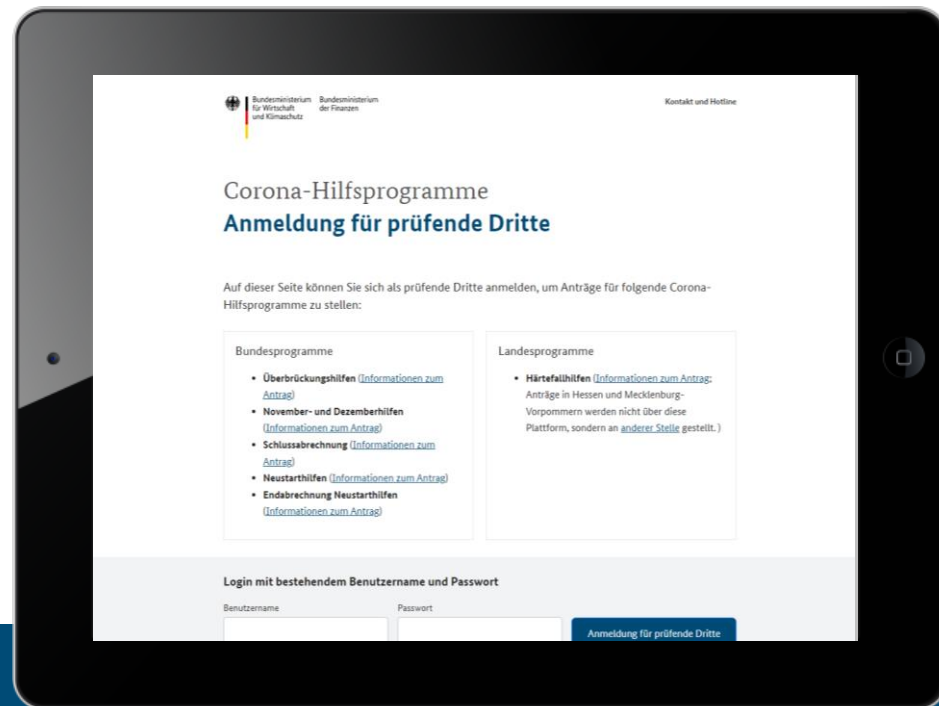 Bundesministerium
für Wirtschaft
und Klimaschutz
Bundesministerium
der Finanzen
Kontakt und Hotline
Corona-Hilfsprogramme
Anmeldung für prüfende Dritte
Auf dieser Seite können Sie sich als prüfende Dritte anmelden, um Anträge für folgende Corona-
Hilfsprogramme zu stellen:
Bundesprogramme
• Überbrückungshilfen (Informationen zum
Antrag)
• November- und Dezemberhilfen
(Informationen zum Antrag)
• Schlussabrechnung (Informationen zum
Antrag)
• Neustarthilfen (Informationen zum Antrag)
• Endabrechnung Neustarthilfen
(Informationen zum Antrag)
Landesprogramme
• Härtefallhilfen (Informationen zum Antrag;
Anträge in Hessen und Mecklenburg-
Vorpommern werden nicht über diese
Plattform, sondern an anderer Stelle gestellt. )
Login mit bestehendem Benutzername und Passwort
Benutzername
Passwort
Anmeldung für prüfende Dritte